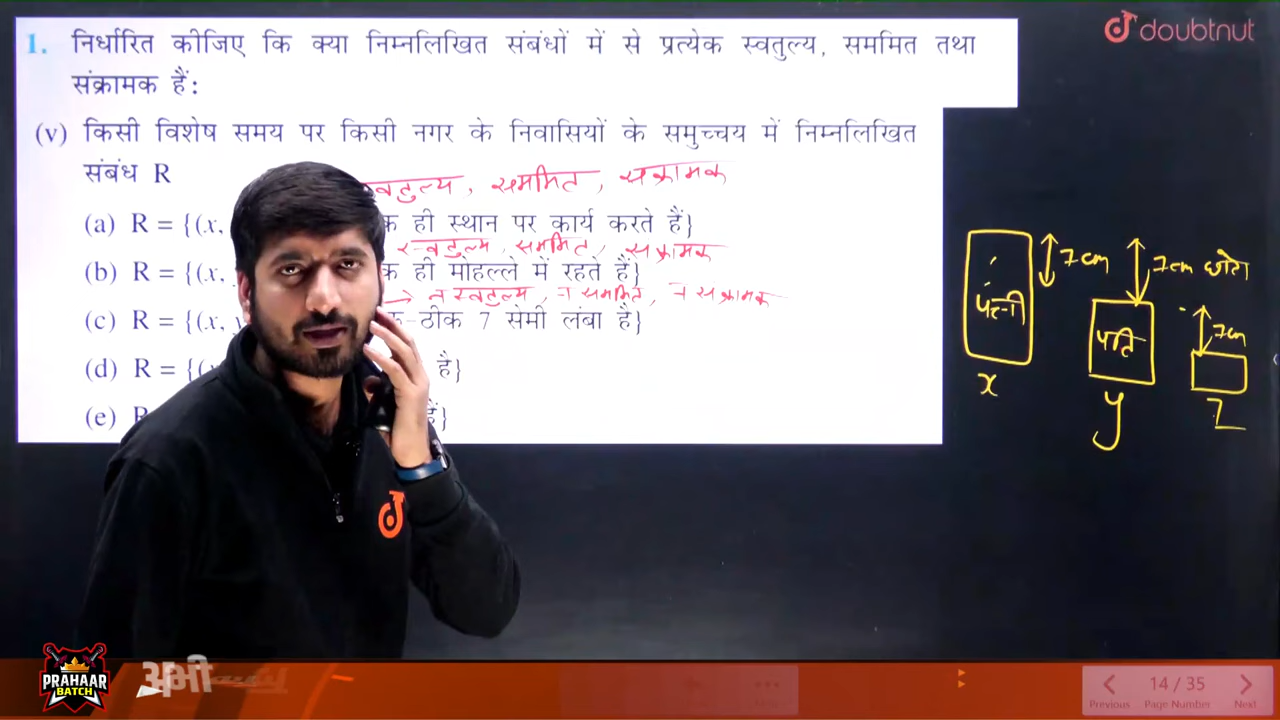 doubtnut
1. निर्धारित कीजिए कि क्या निम्नलिखित संबंधों में से प्रत्येक स्वतुल्य, सममित तथा
संक्रामक हैं:
(v) किसी विशेष समय पर किसी नगर के निवासियों के समुच्चय में निम्नलिखित
संबंध R
स्वतुल्य, सममित, संक्रामक
(a) R = {(x, ही स्थान पर कार्य करते हैं}
स्वतुल्य, सममित, संक्रामक
(b) R = {(x, ही मोहल्ले में रहते हैं}
→ न स्वतुल्य, न सममित, न संक्रामक
(c) R = {(x, -ठीक 7 सेमी लंबा है}
(d) R = { है}
(e)
7cm
7cm छोटा
पत्नी
पति
7cm
x
y
Z
PRAHAAR
BATCH
अभी
14 / 35
Previous Page Number Next